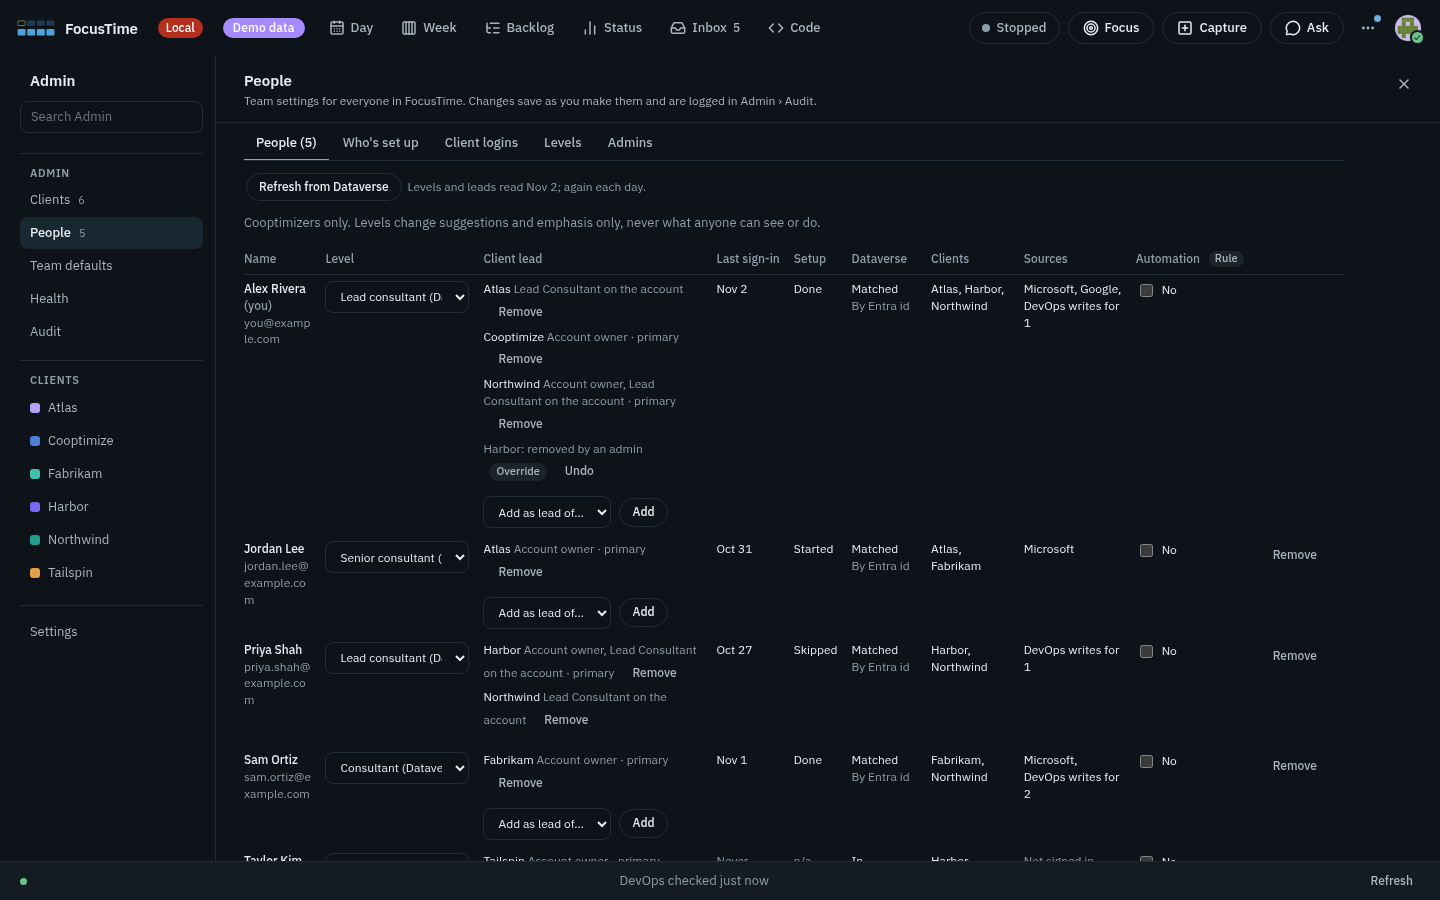 FocusTime
Local
Demo data
Day
Week
Backlog
Status
Inbox 5
Code
Stopped
Focus
Capture
Ask
Admin
Search Admin
ADMIN
Clients 6
People 5
Team defaults
Health
Audit
CLIENTS
Atlas
Cooptimize
Fabrikam
Harbor
Northwind
Tailspin
Settings
People
Team settings for everyone in FocusTime. Changes save as you make them and are logged in Admin › Audit.
People (5)
Who's set up
Client logins
Levels
Admins
Refresh from Dataverse
Levels and leads read Nov 2; again each day.
Cooptimizers only. Levels change suggestions and emphasis only, never what anyone can see or do.
Name
Level
Client lead
Last sign-in
Setup
Dataverse
Clients
Sources
Automation
Rule
Alex Rivera
(you)
you@examp
le.com
Lead consultant (Da
Atlas Lead Consultant on the account
Remove
Cooptimize Account owner · primary
Remove
Northwind Account owner, Lead
Consultant on the account · primary
Remove
Harbor: removed by an admin
Override
Undo
Add as lead of...
Add
Nov 2
Done
Matched
By Entra id
Atlas, Harbor,
Northwind
Microsoft, Google,
DevOps writes for
1
No
Jordan Lee
jordan.lee@
example.co
m
Senior consultant (
Atlas Account owner · primary
Remove
Add as lead of...
Add
Oct 31
Started
Matched
By Entra id
Atlas,
Fabrikam
Microsoft
No
Remove
Priya Shah
priya.shah@
example.co
m
Lead consultant (Da
Harbor Account owner, Lead Consultant
on the account · primary
Remove
Northwind Lead Consultant on the
account
Remove
Oct 27
Skipped
Matched
By Entra id
Harbor,
Northwind
DevOps writes for
1
No
Remove
Sam Ortiz
sam.ortiz@e
xample.com
Consultant (Datave
Fabrikam Account owner · primary
Remove
Add as lead of...
Add
Nov 1
Done
Matched
By Entra id
Fabrikam,
Northwind
Microsoft,
DevOps writes for
2
No
Remove
Taylor Kim
Tailspin Account owner · primary
Never
n/a
In
Harbor
Not signed in
No
DevOps checked just now
Refresh